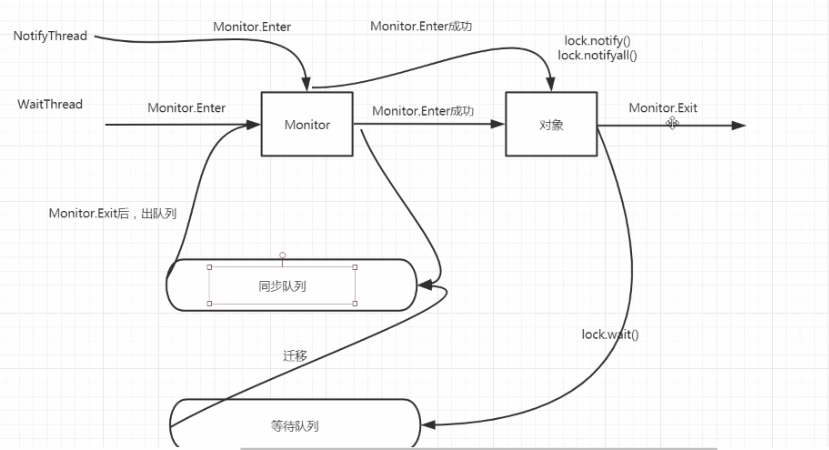 NotifyThread
Monitor.Enter
Monitor.Enter成功
lock.notify()
lock.notifyall()
WaitThread
Monitor.Enter
Monitor
Monitor.Enter成功
对象
Monitor.Exit
Monitor.Exit后，出队列
同步队列
lock.wait()
迁移
等待队列